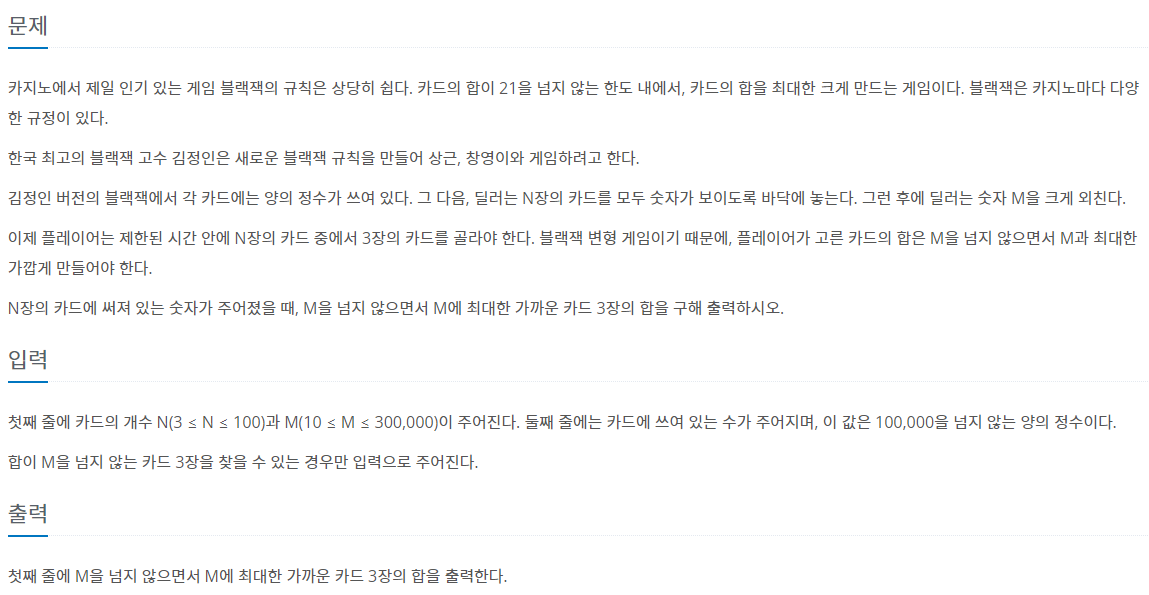 문제
카지노에서 제일 인기 있는 게임 블랙잭의 규칙은 상당히 쉽다. 카드의 합이 21을 넘지 않는 한도 내에서, 카드의 합을 최대한 크게 만드는 게임이다. 블랙잭은 카지노마다 다양
한 규정이 있다.
한국 최고의 블랙잭 고수 김정인은 새로운 블랙잭 규칙을 만들어 상근, 창영이와 게임하려고 한다.
김정인 버전의 블랙잭에서 각 카드에는 양의 정수가 쓰여 있다. 그 다음, 딜러는 N장의 카드를 모두 숫자가 보이도록 바닥에 놓는다. 그런 후에 딜러는 숫자 M을 크게 외친다.
이제 플레이어는 제한된 시간 안에 N장의 카드 중에서 3장의 카드를 골라야 한다. 블랙잭 변형 게임이기 때문에, 플레이어가 고른 카드의 합은 M을 넘지 않으면서 M과 최대한
가깝게 만들어야 한다.
N장의 카드에 써져 있는 숫자가 주어졌을 때, M을 넘지 않으면서 M에 최대한 가까운 카드 3장의 합을 구해 출력하시오.
입력
첫째 줄에 카드의 개수 N(3 ≤ N ≤ 100)과 M(10 ≤ M ≤ 300,000)이 주어진다. 둘째 줄에는 카드에 쓰여 있는 수가 주어지며, 이 값은 100,000을 넘지 않는 양의 정수이다.
합이 M을 넘지 않는 카드 3장을 찾을 수 있는 경우만 입력으로 주어진다.
출력
첫째 줄에 M을 넘지 않으면서 M에 최대한 가까운 카드 3장의 합을 출력한다.